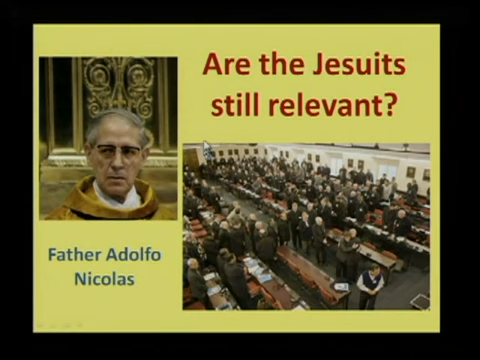 Are the Jesuits
still relevant?
Father Adolfo
Nicolas